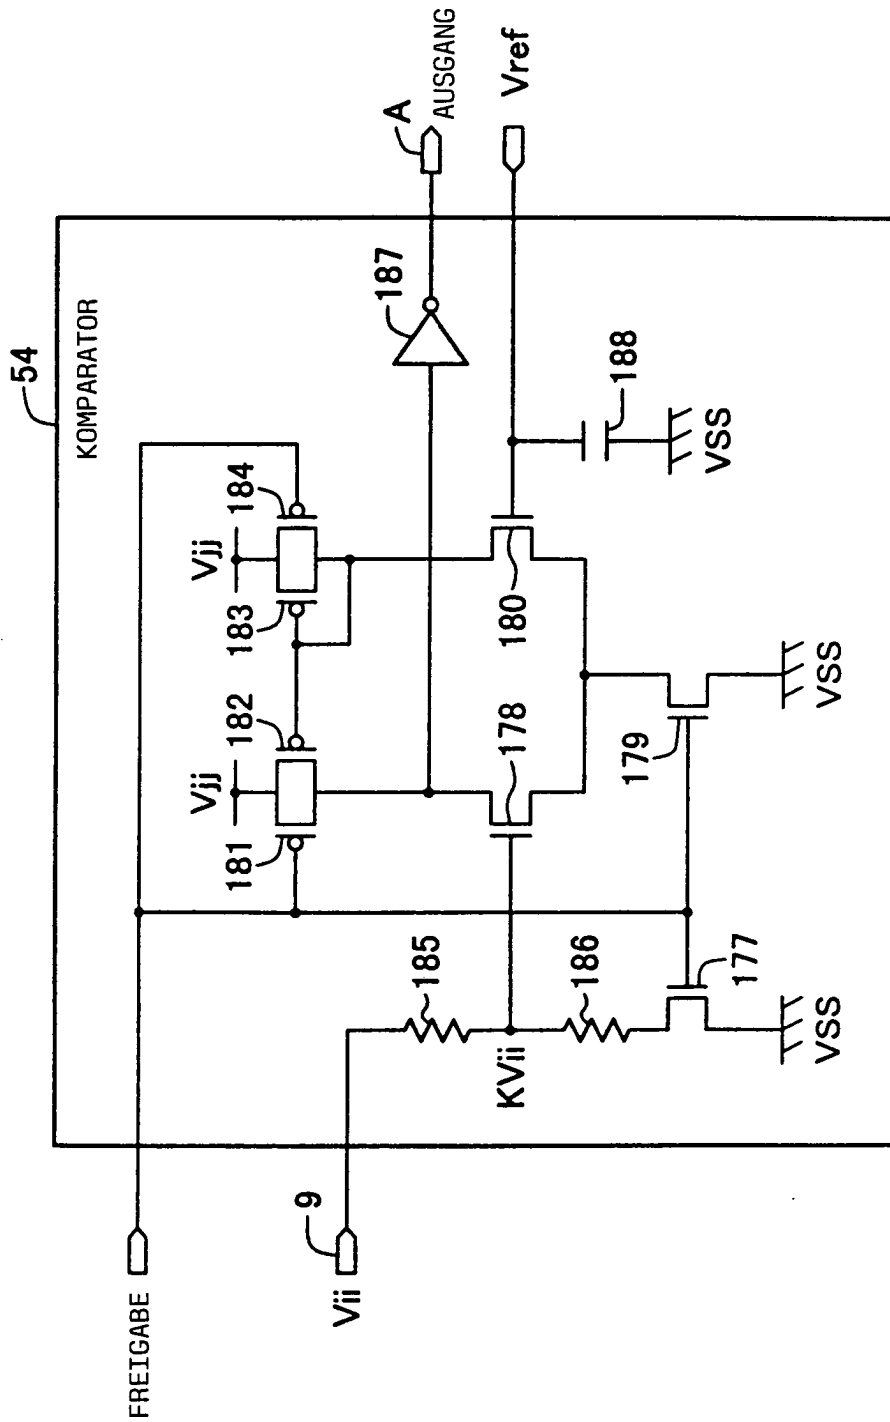 54
KOMPARATOR
FREIGABE
Vii
9
A
AUSGANG
Vref
Vjj
Vjj
181
182
183
184
187
185
KVii
186
178
180
188
VSS
177
179
VSS
VSS